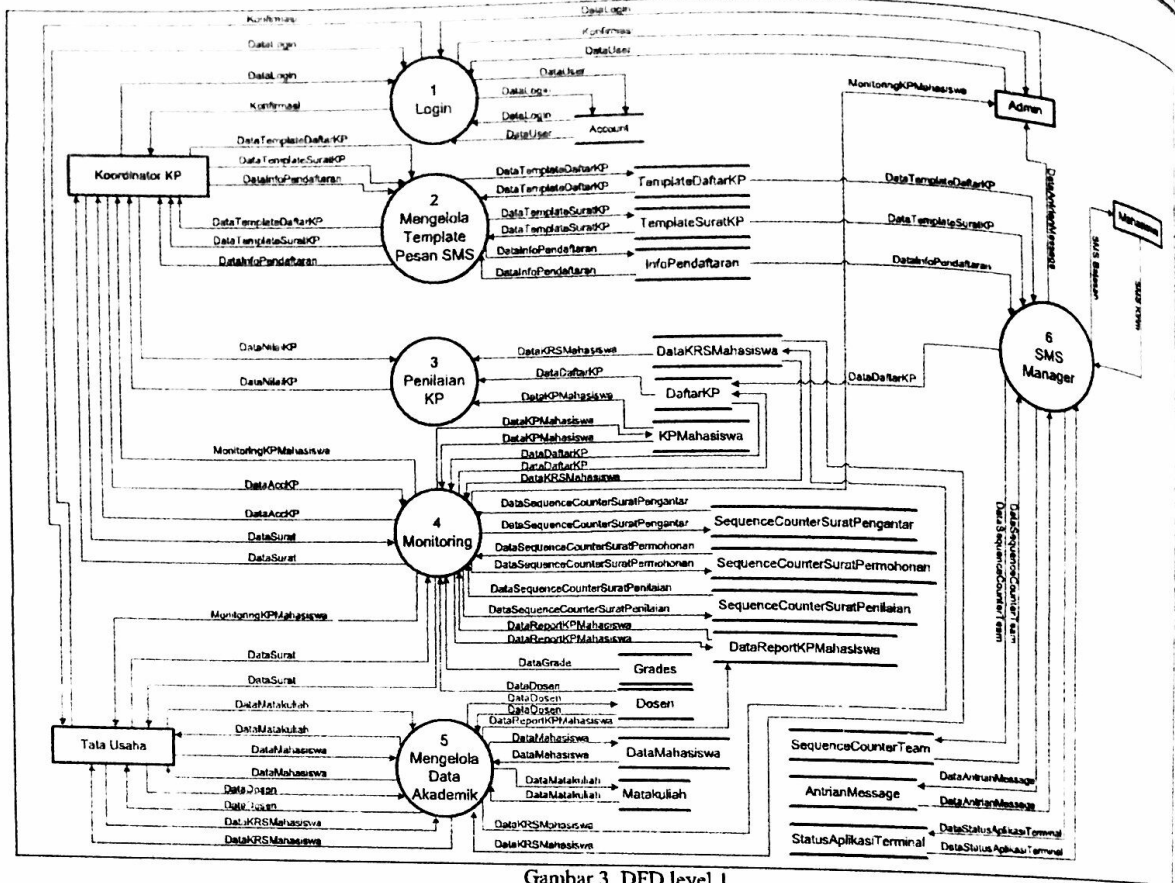 DataLogin
Konfirmasi
Konfirmasi
DataLogin
DataUser
DataLogin
DataUser
1
Login
DataLogin
Konfirmasi
DataLogin
DataUser
Account
MonitoringKPMahasiswa
Admin
DataTemplateDaftarKP
DataTemplateSuratKP
DataInfoPendaftaran
Koordinator KP
DataTemplateDaftarKP
DataTemplateSuratKP
DataInfoPendaftaran
2
Mengelola
Template
Pesan SMS
DataTemplateDaftarKP
DataTemplateDaftarKP
TemplateDaftarKP
DataTemplateSuratKP
DataTemplateSuratKP
TemplateSuratKP
DataInfoPendaftaran
DataInfoPendaftaran
InfoPendaftaran
DataTemplateDaftarKP
DataTemplateSuratKP
DataInfoPendaftaran
DataAntrianMessage
Mahasiswa
6
SMS
Manager
DataNilaiKP
DataNilaiKP
3
Penilaian
KP
DataKRSMahasiswa
DataKRSMahasiswa
DataDaftarKP
DaftarKP
DataKPMahasiswa
DataKPMahasiswa
DataKPMahasiswa
KPMahasiswa
DataDaftarKP
DataDaftarKP
DataDaftarKP
DataKRSMahasiswa
MonitoringKPMahasiswa
DataAccKP
DataAccKP
DataSurat
DataSurat
4
Monitoring
DataSequenceCounterSuratPengantar
DataSequenceCounterSuratPengantar
SequenceCounterSuratPengantar
DataSequenceCounterSuratPermohonan
DataSequenceCounterSuratPermohonan
SequenceCounterSuratPermohonan
DataSequenceCounterSuratPenilaian
DataSequenceCounterSuratPenilaian
SequenceCounterSuratPenilaian
DataReportKPMahasiswa
DataReportKPMahasiswa
DataReportKPMahasiswa
DataSequenceCounterTeam
DataSequenceCounterTeam
MonitoringKPMahasiswa
DataSurat
DataSurat
DataGrade
Grades
DataDosen
DataDosen
DataDosen
Dosen
DataReportKPMahasiswa
Tata Usaha
DataMatakuliah
DataMatakuliah
DataMahasiswa
DataMahasiswa
DataDosen
DataDosen
DataKRSMahasiswa
DataKRSMahasiswa
5
Mengelola
Data
Akademik
DataMahasiswa
DataMahasiswa
DataMahasiswa
DataMatakuliah
DataMatakuliah
Matakuliah
DataKRSMahasiswa
DataKRSMahasiswa
SequenceCounterTeam
AntrianMessage
DataAntrianMessage
DataAntrianMessage
StatusAplikasiTerminal
DataStatusAplikasiTerminal
DataStatusAplikasiTerminal
Gambar 3. DFD level 1